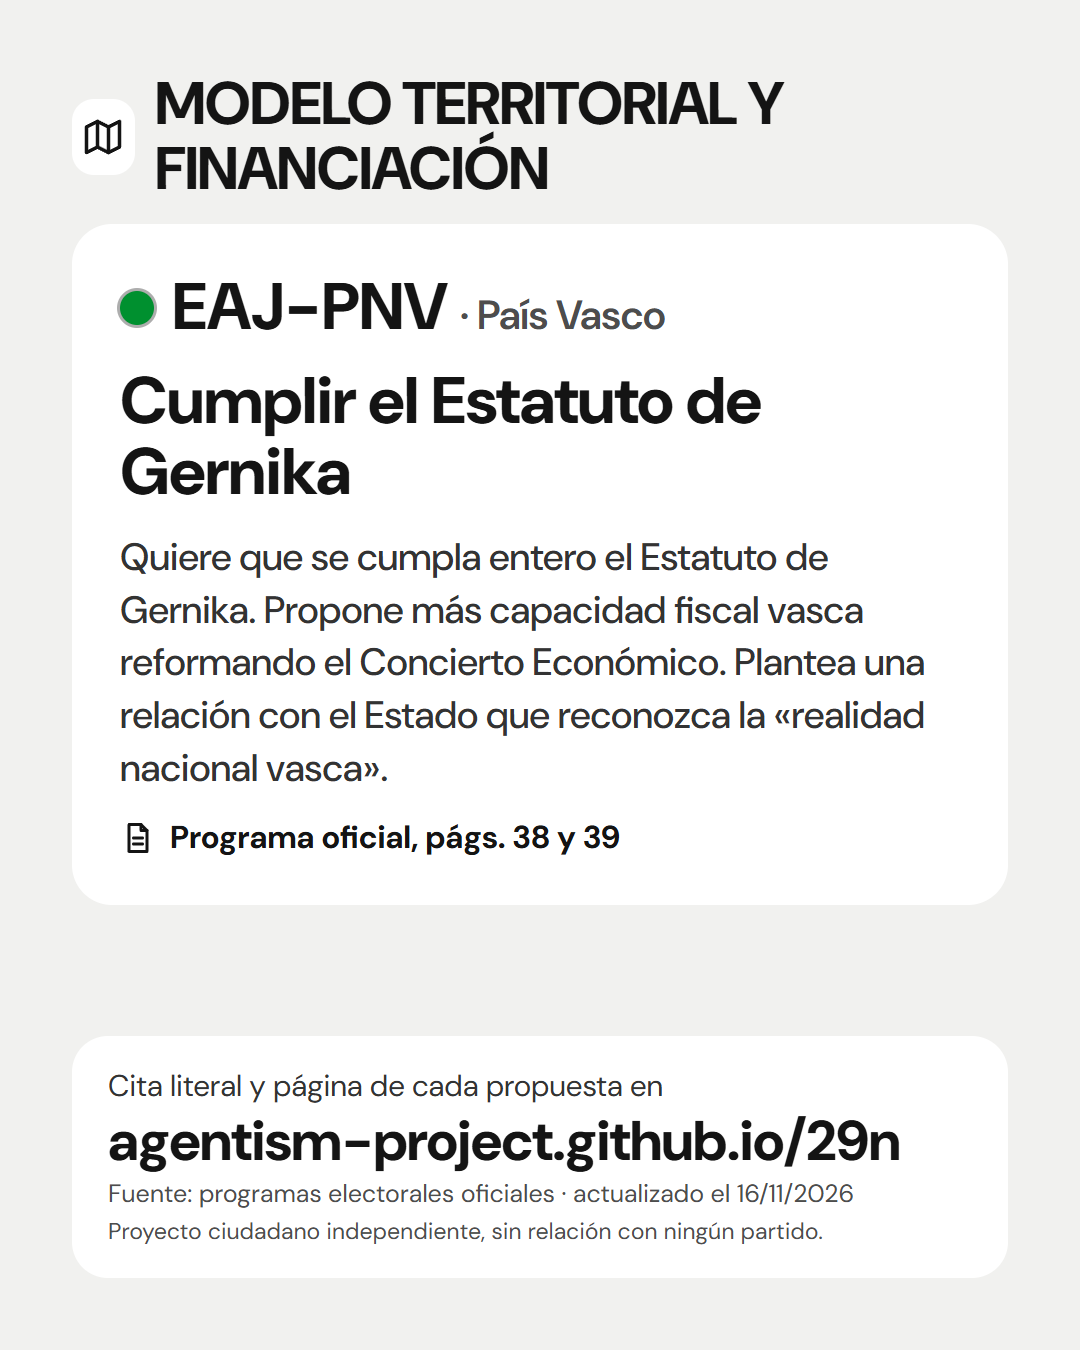 MODELO TERRITORIAL Y
FINANCIACIÓN
EAJ-PNV · País Vasco
Cumplir el Estatuto de
Gernika
Quiere que se cumpla entero el Estatuto de
Gernika. Propone más capacidad fiscal vasca
reformando el Concierto Económico. Plantea una
relación con el Estado que reconozca la «realidad
nacional vasca».
Programa oficial, págs. 38 y 39
Cita literal y página de cada propuesta en
agentism-project.github.io/29n
Fuente: programas electorales oficiales · actualizado el 16/11/2026
Proyecto ciudadano independiente, sin relación con ningún partido.